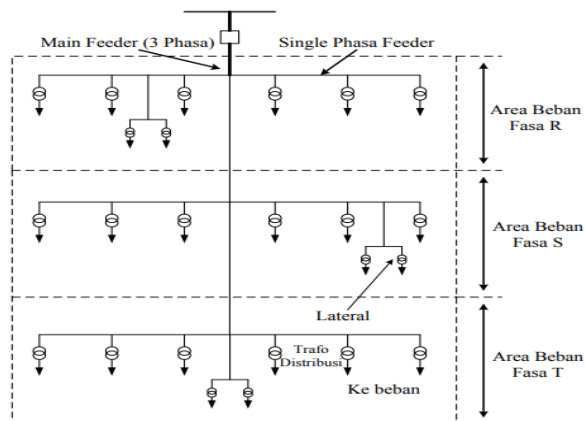 Main Feeder (3 Phasa)
Single Phasa Feeder
Area Beban
Fasa R
Area Beban
Fasa S
Lateral
Trafo
Distribusi
Ke beban
Area Beban
Fasa T